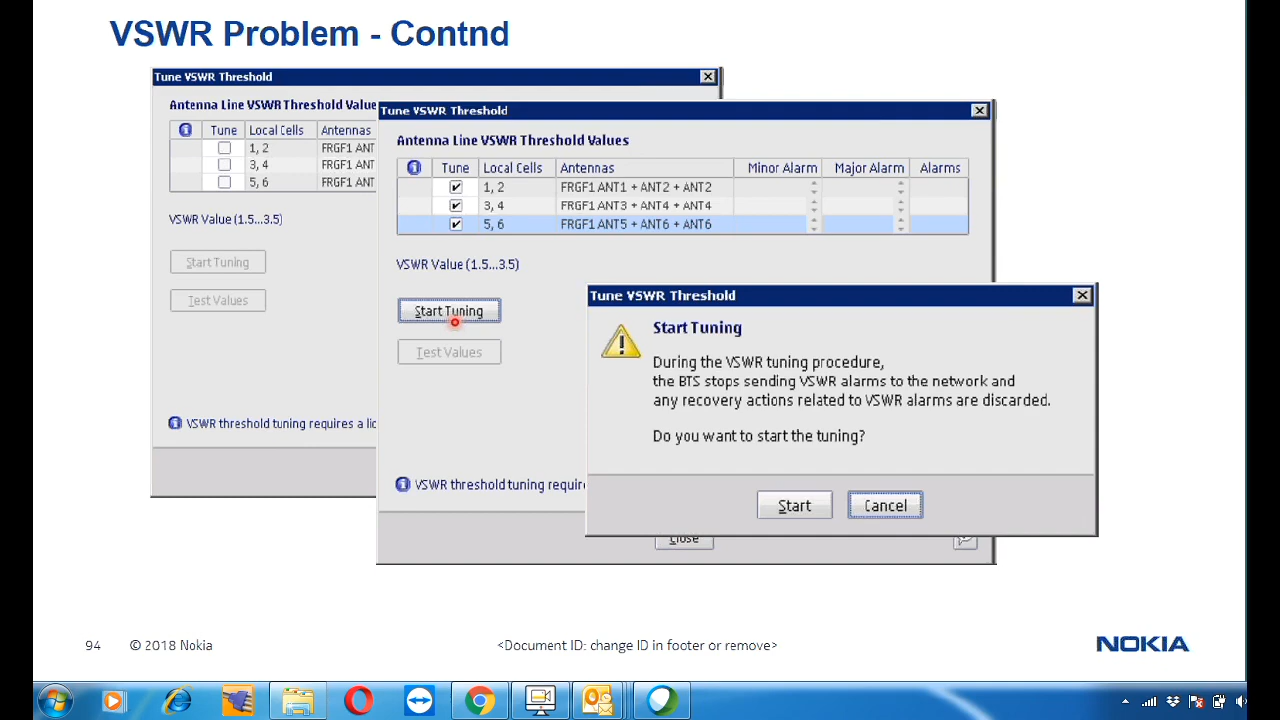 VSWR Problem - Contnd
Tune VSWR Threshold
Antenna Line VSWR Threshold Value
Tune Local Cells Antennas
1, 2 FRGF1 ANT
3, 4 FRGF1 ANT
5, 6 FRGF1 ANT
VSWR Value (1.5...3.5)
Start Tuning
Test Values
VSWR threshold tuning requires a lic
Tune VSWR Threshold
Antenna Line VSWR Threshold Values
Tune Local Cells Antennas Minor Alarm Major Alarm Alarms
1, 2 FRGF1 ANT1 + ANT2 + ANT2
3, 4 FRGF1 ANT3 + ANT4 + ANT4
5, 6 FRGF1 ANT5 + ANT6 + ANT6
VSWR Value (1.5...3.5)
Start Tuning
Test Values
VSWR threshold tuning require
Close
Tune VSWR Threshold
Start Tuning
During the VSWR tuning procedure,
the BTS stops sending VSWR alarms to the network and
any recovery actions related to VSWR alarms are discarded.
Do you want to start the tuning?
Start Cancel
94 © 2018 Nokia <Document ID: change ID in footer or remove> NOKIA